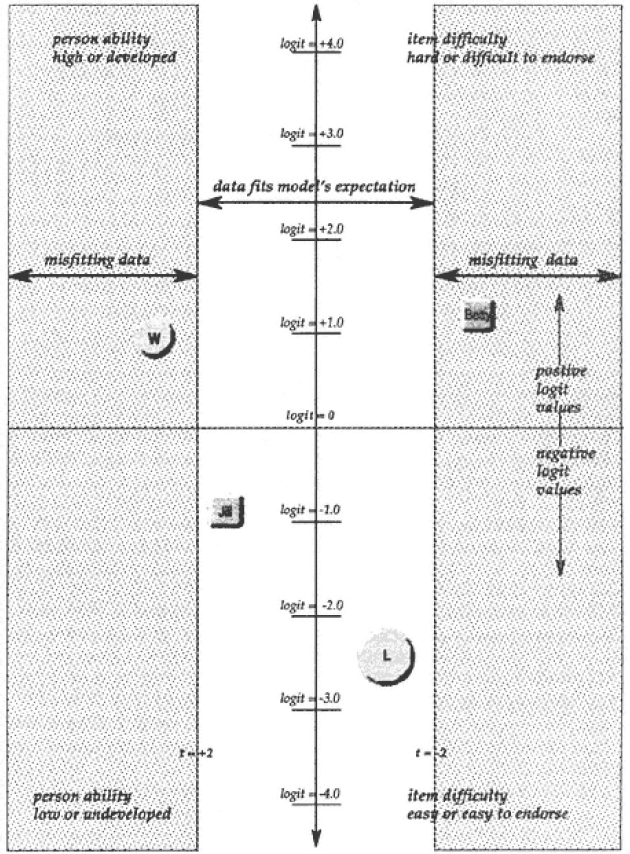 person ability
high or developed
logit = +4.0
item difficulty
hard or difficult to endorse
logit = +3.0
data fits model's expectation
logit = +2.0
misfitting data
misfitting data
logit = +1.0
W
Betty
postive
logit
values
logit = 0
negative
logit
values
Jill
logit = -1.0
logit = -2.0
L
logit = -3.0
t = +2
t = -2
person ability
low or undeveloped
logit = -4.0
item difficulty
easy or easy to endorse